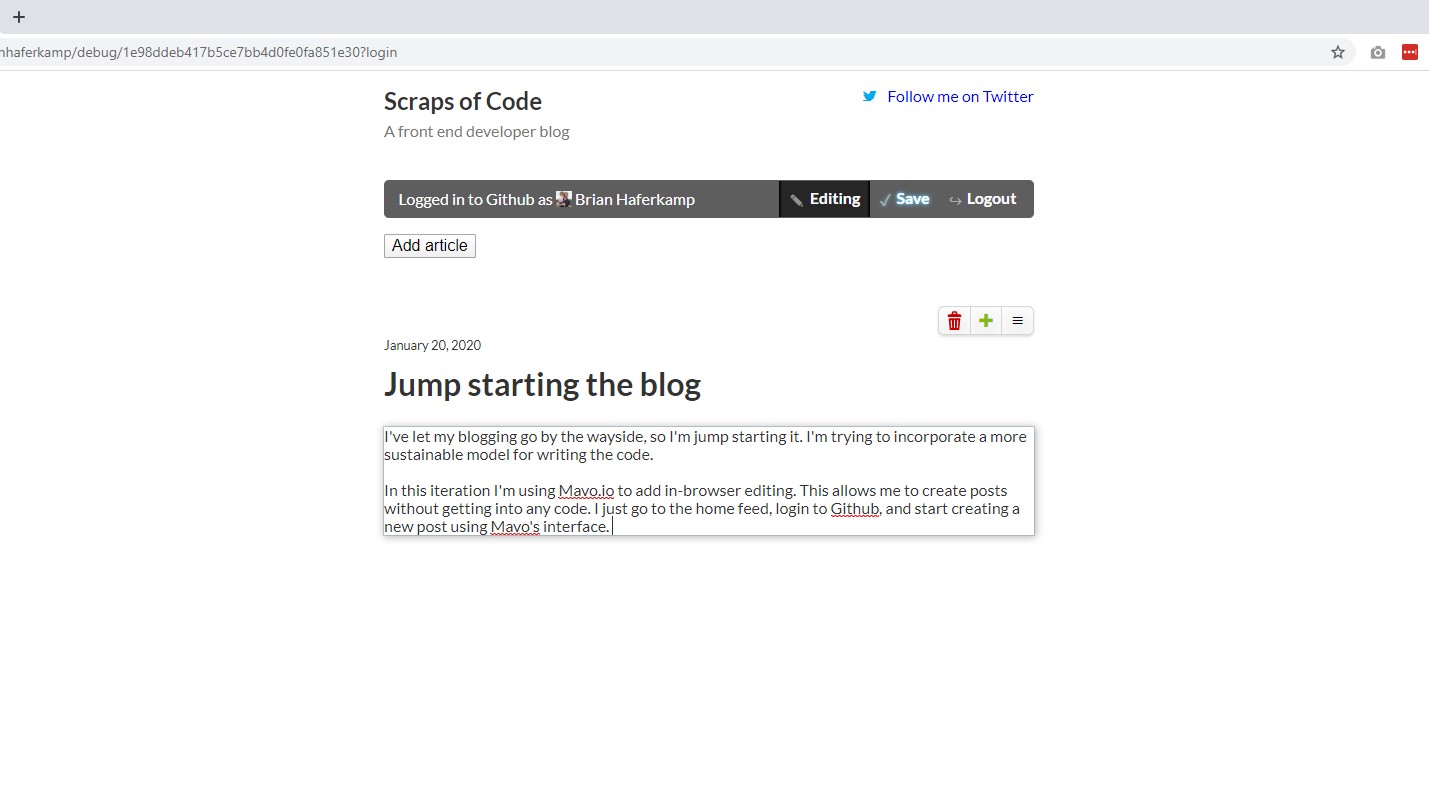 nhaferkamp/debug/1e98ddeb417b5ce7bb4d0fe0fa851e30?login
Scraps of Code
Follow me on Twitter
A front end developer blog
Logged in to Github as Brian Haferkamp
Editing
Save
Logout
Add article
January 20, 2020
Jump starting the blog
I've let my blogging go by the wayside, so I'm jump starting it. I'm trying to incorporate a more
sustainable model for writing the code.
In this iteration I'm using Mavo.io to add in-browser editing. This allows me to create posts
without getting into any code. I just go to the home feed, login to Github, and start creating a
new post using Mavo's interface.